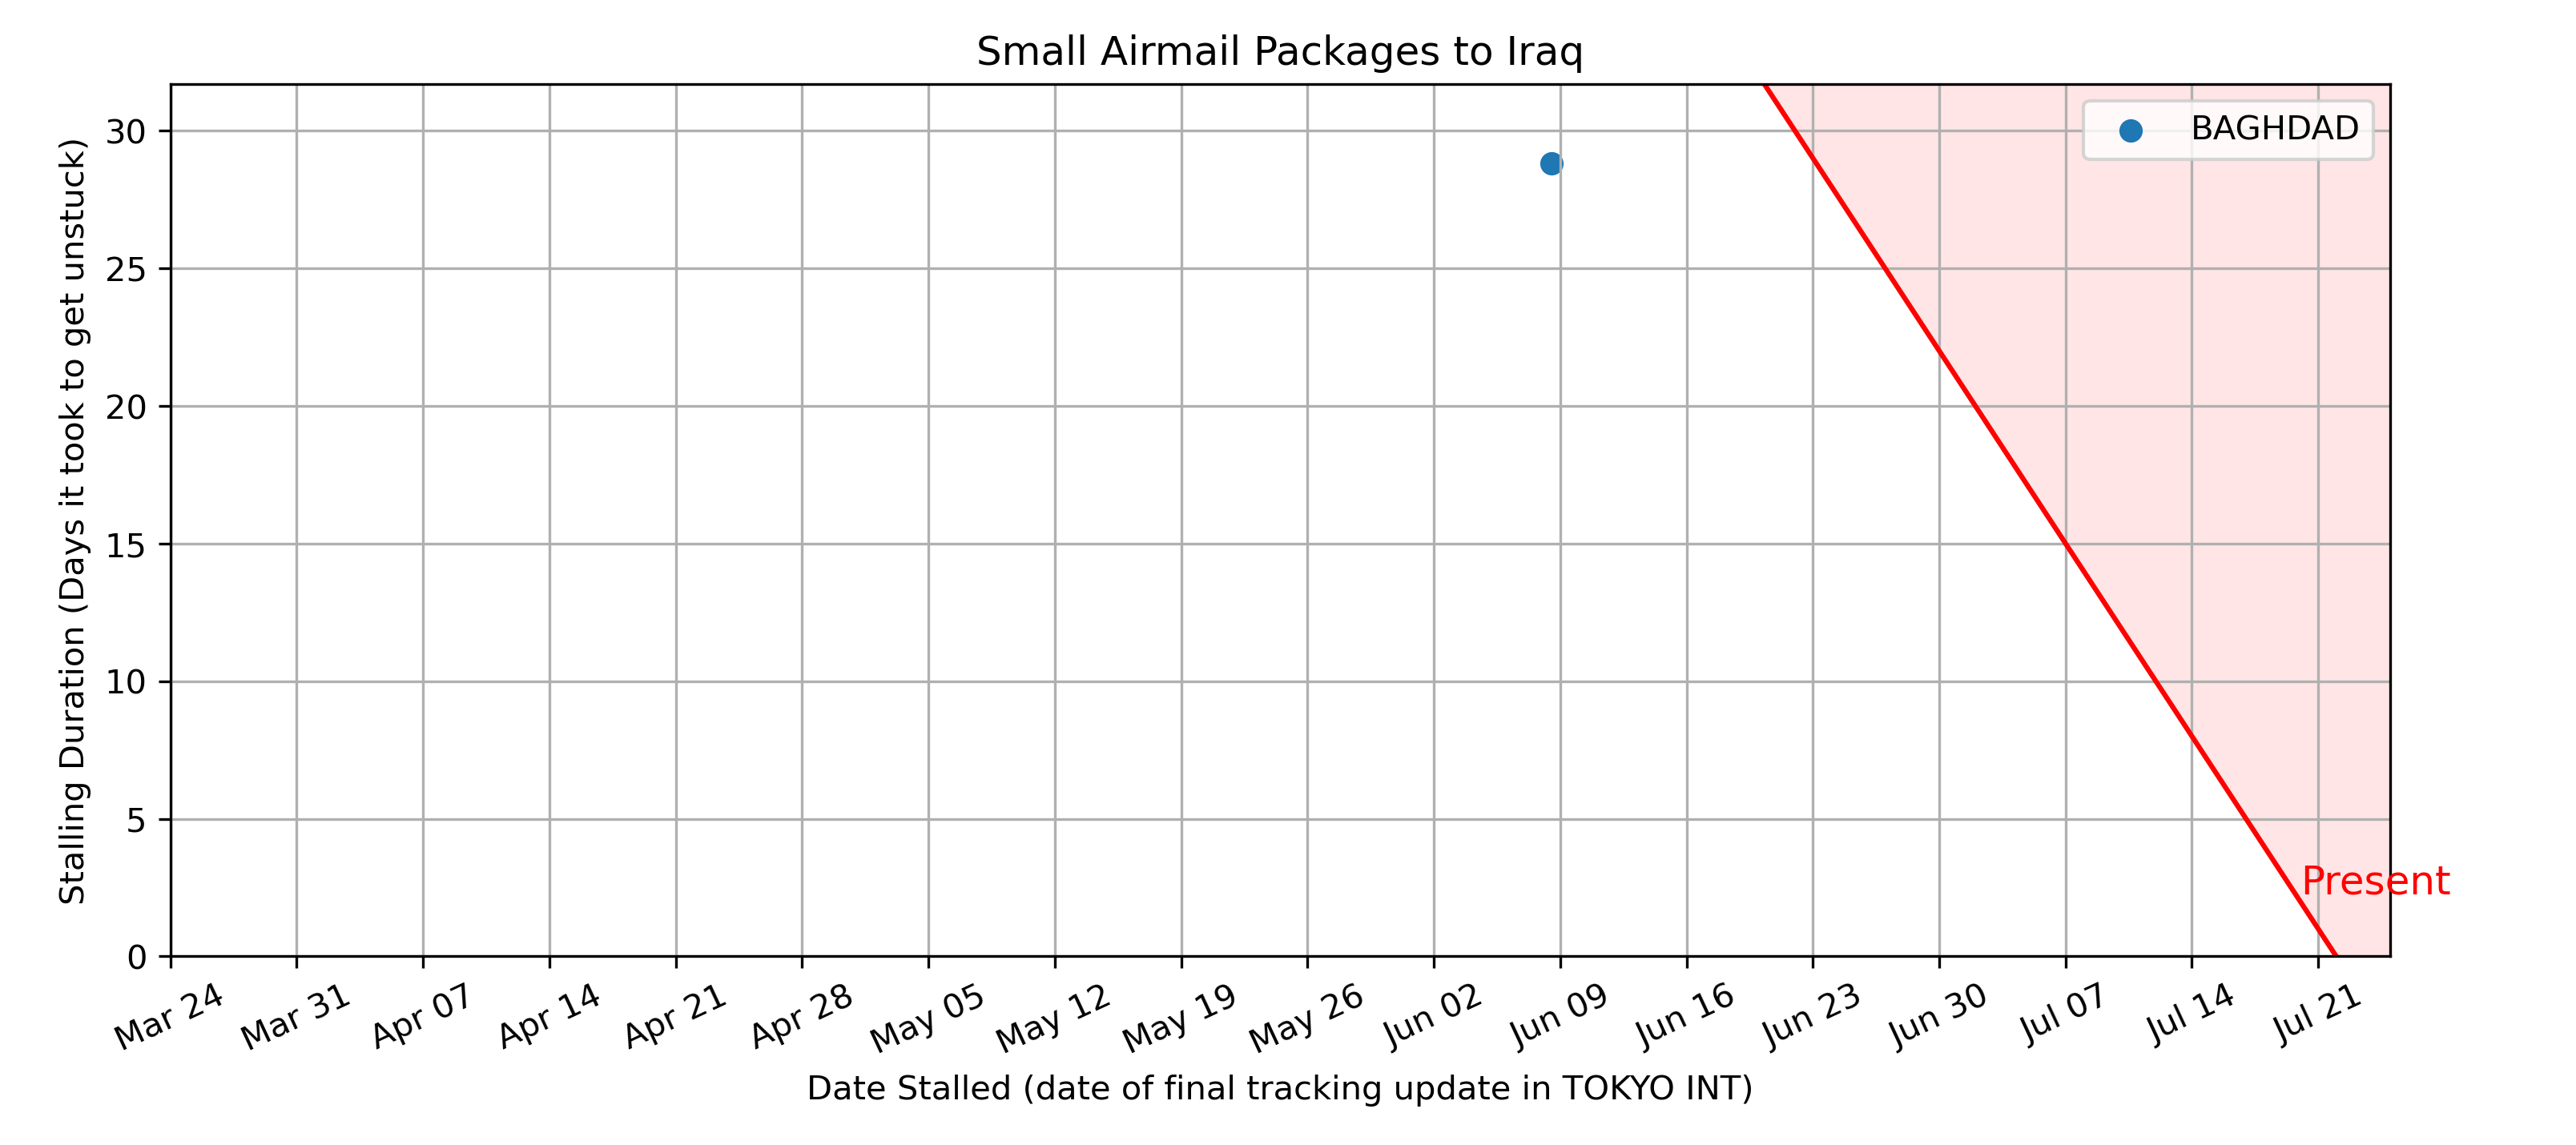 Small Airmail Packages to Iraq
BAGHDAD
Stalling Duration (Days it took to get unstuck)
30
25
20
15
10
5
0
Present
Mar 24
Mar 31
Apr 07
Apr 14
Apr 21
Apr 28
May 05
May 12
May 19
May 26
Jun 02
Jun 09
Jun 16
Jun 23
Jun 30
Jul 07
Jul 14
Jul 21
Date Stalled (date of final tracking update in TOKYO INT)